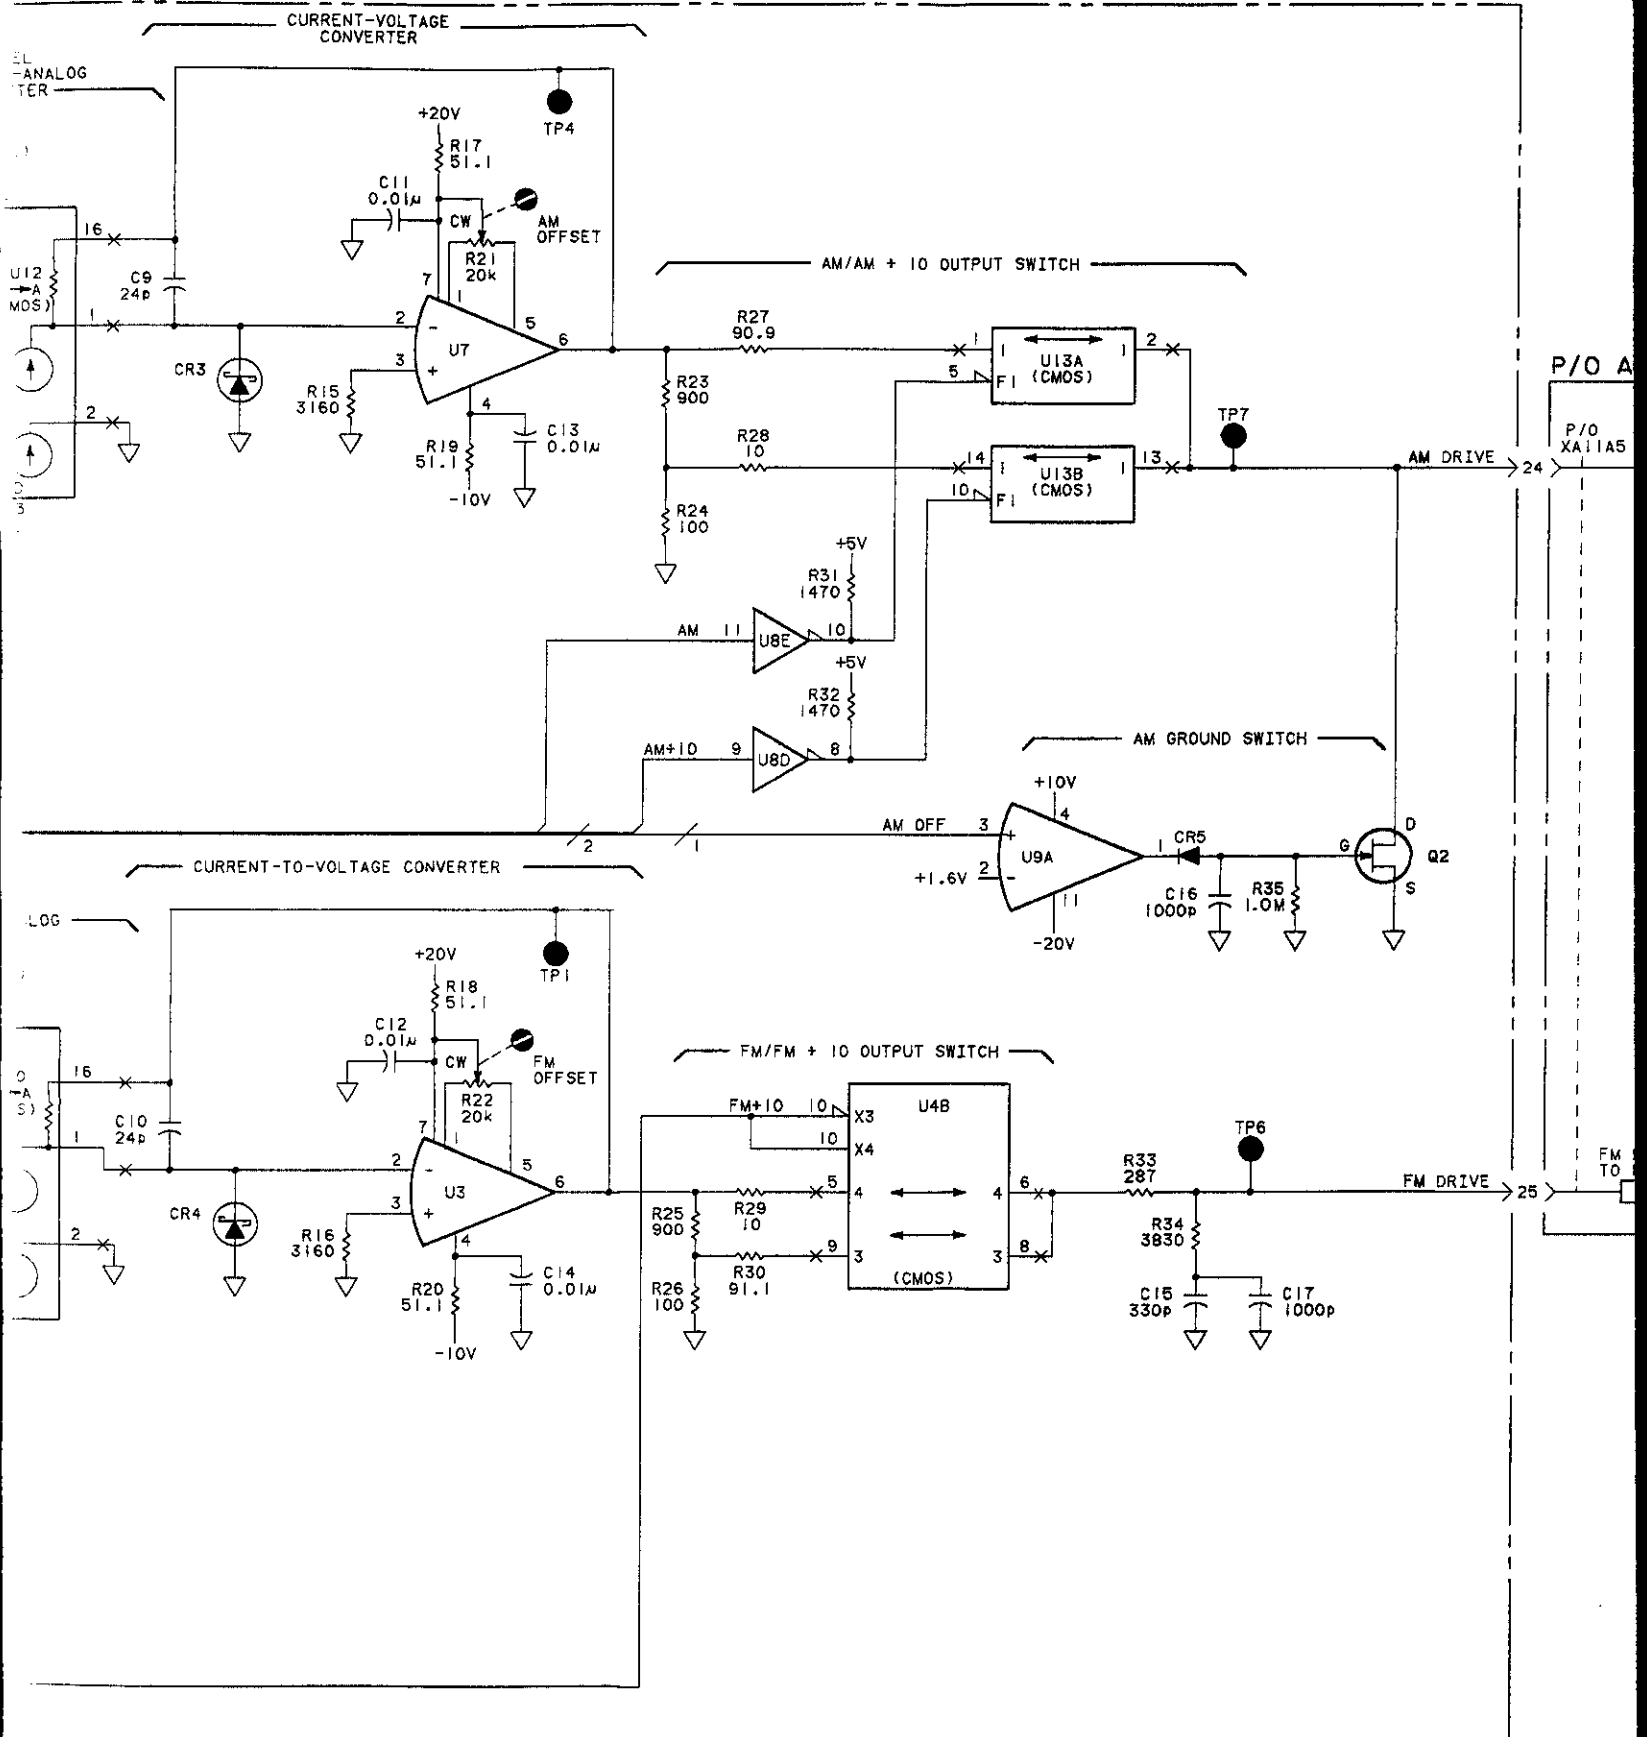 CURRENT-VOLTAGE
CONVERTER
EL
-ANALOG
TER
TP4
+20V
R17
51.1
C11
0.01µ
CW
AM
OFFSET
R21
20k
16
U12
A
MOS)
C9
24p
1
7
1
2
-
5
U7
6
3
+
CR3
R15
3160
4
2
R19
51.1
C13
0.01µ
-10V
3
AM/AM + 10 OUTPUT SWITCH
R27
90.9
1
I
U13A
(CMOS)
I
2
5
F1
R23
900
R28
10
14
I
U13B
(CMOS)
I
13
10
F1
R24
100
TP7
AM DRIVE
24
P/O A
P/O
XA11A5
+5V
R31
1470
AM
11
U8E
10
+5V
R32
1470
AM+10
9
U8D
8
AM GROUND SWITCH
+10V
4
AM OFF
3
+
U9A
1
CR5
+1.6V
2
-
11
-20V
C16
1000p
R35
1.0M
G
D
S
Q2
2
1
CURRENT-TO-VOLTAGE CONVERTER
LOG
TP1
+20V
R18
51.1
C12
0.01µ
CW
FM
OFFSET
R22
20k
16
A
S)
C10
24p
1
7
1
2
-
5
U3
6
3
+
CR4
R16
3160
4
2
R20
51.1
C14
0.01µ
-10V
FM/FM + 10 OUTPUT SWITCH
FM+10
10
X3
U4B
10
X4
5
4
4
6
9
3
3
8
(CMOS)
R25
900
R29
10
R26
100
R30
91.1
R33
287
TP6
FM DRIVE
25
FM
TO
R34
3830
C15
330p
C17
1000p